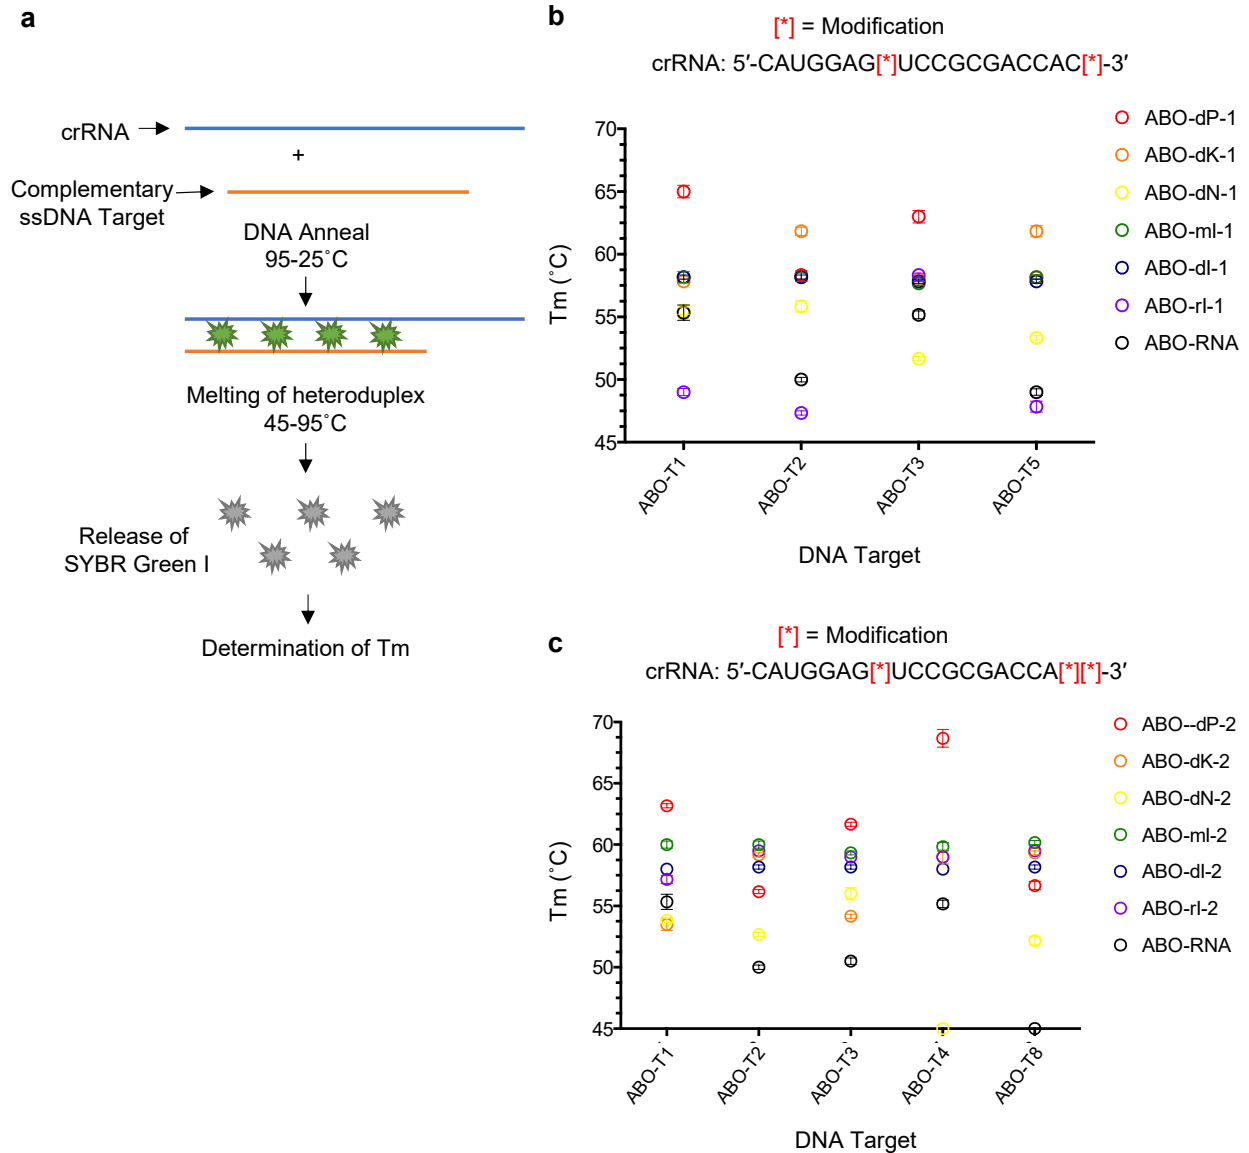 a
crRNA
+
Complementary
ssDNA Target
DNA Anneal
95-25˚C
Melting of heteroduplex
45-95˚C
Release of
SYBR Green I
Determination of Tm
b
[*] = Modification
crRNA: 5′-CAUGGAG[*]UCCGCGACCAC[*]-3′
70
65
60
55
50
45
Tm (˚C)
ABO-T1
ABO-T2
ABO-T3
ABO-T5
DNA Target
ABO-dP-1
ABO-dK-1
ABO-dN-1
ABO-mI-1
ABO-dI-1
ABO-rI-1
ABO-RNA
c
[*] = Modification
crRNA: 5′-CAUGGAG[*]UCCGCGACCA[*][*]-3′
70
65
60
55
50
45
Tm (˚C)
ABO-T1
ABO-T2
ABO-T3
ABO-T4
ABO-T8
DNA Target
ABO--dP-2
ABO-dK-2
ABO-dN-2
ABO-mI-2
ABO-dI-2
ABO-rI-2
ABO-RNA